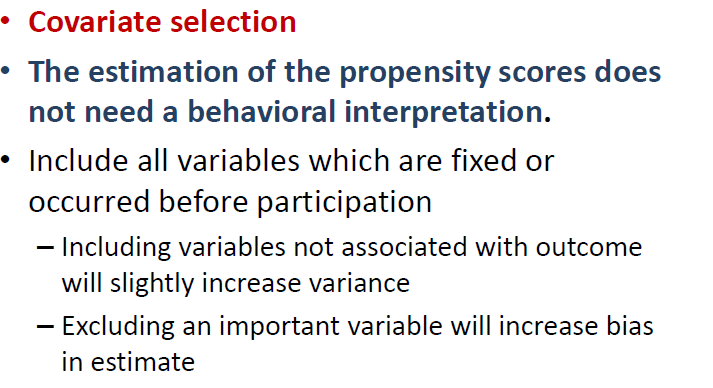 • Covariate selection
• The estimation of the propensity scores does
not need a behavioral interpretation.
• Include all variables which are fixed or
occurred before participation
– Including variables not associated with outcome
will slightly increase variance
– Excluding an important variable will increase bias
in estimate